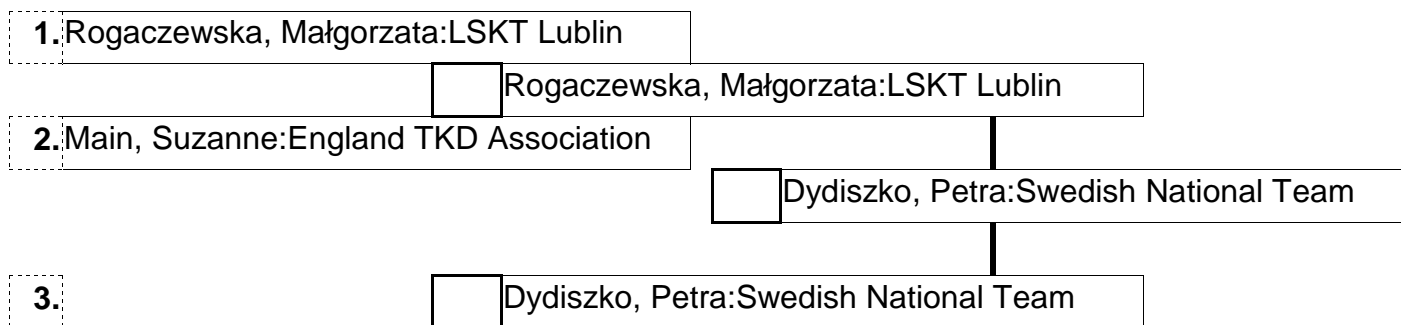 1. Rogaczewska, Małgorzata:LSKT Lublin
Rogaczewska, Małgorzata:LSKT Lublin
2. Main, Suzanne:England TKD Association
Dydiszko, Petra:Swedish National Team
3. Dydiszko, Petra:Swedish National Team